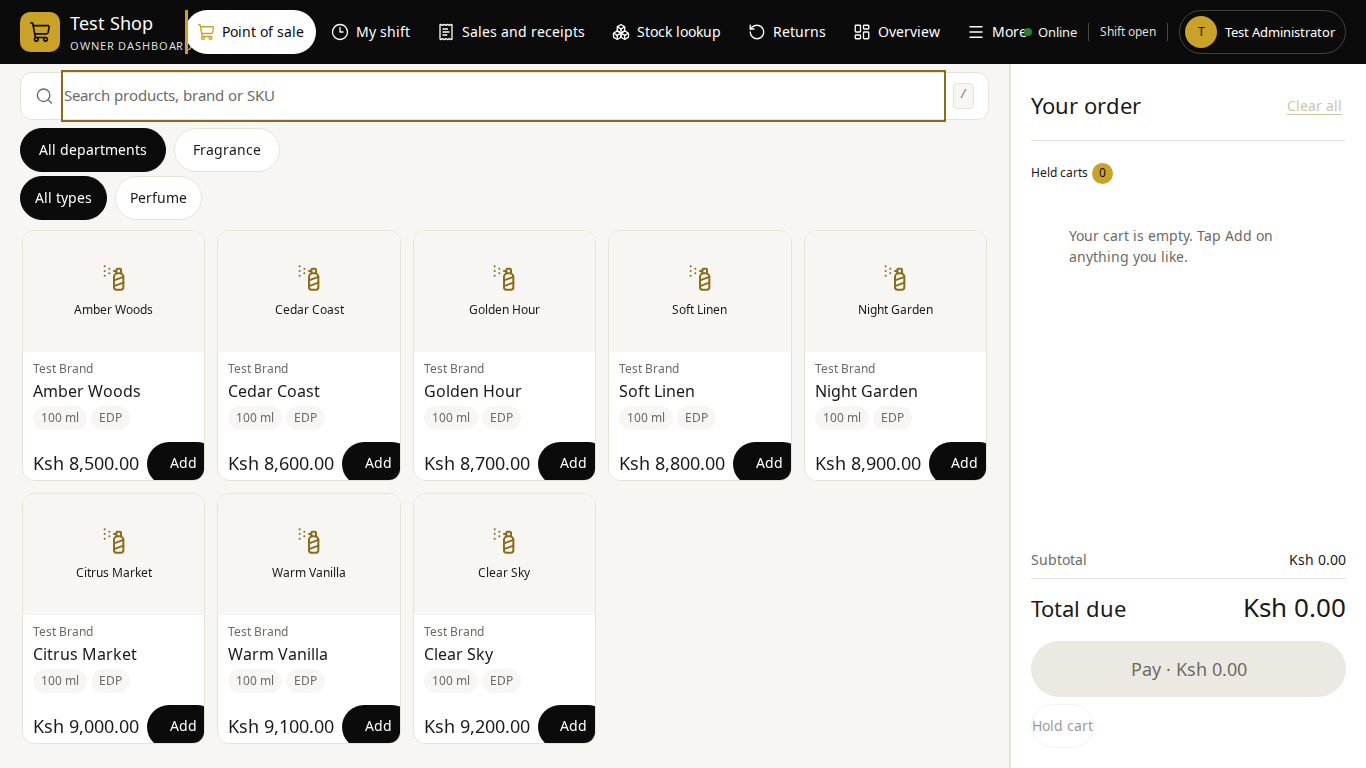 Test Shop
OWNER DASHBOAR
Point of sale
My shift
Sales and receipts
Stock lookup
Returns
Overview
More
Online
Shift open
T
Test Administrator
Search products, brand or SKU
/
All departments
Fragrance
All types
Perfume
Amber Woods
Test Brand
Amber Woods
100 ml
EDP
Ksh 8,500.00
Add
Cedar Coast
Test Brand
Cedar Coast
100 ml
EDP
Ksh 8,600.00
Add
Golden Hour
Test Brand
Golden Hour
100 ml
EDP
Ksh 8,700.00
Add
Soft Linen
Test Brand
Soft Linen
100 ml
EDP
Ksh 8,800.00
Add
Night Garden
Test Brand
Night Garden
100 ml
EDP
Ksh 8,900.00
Add
Citrus Market
Test Brand
Citrus Market
100 ml
EDP
Ksh 9,000.00
Add
Warm Vanilla
Test Brand
Warm Vanilla
100 ml
EDP
Ksh 9,100.00
Add
Clear Sky
Test Brand
Clear Sky
100 ml
EDP
Ksh 9,200.00
Add
Your order
Clear all
Held carts 0
Your cart is empty. Tap Add on
anything you like.
Subtotal Ksh 0.00
Total due Ksh 0.00
Pay · Ksh 0.00
Hold cart